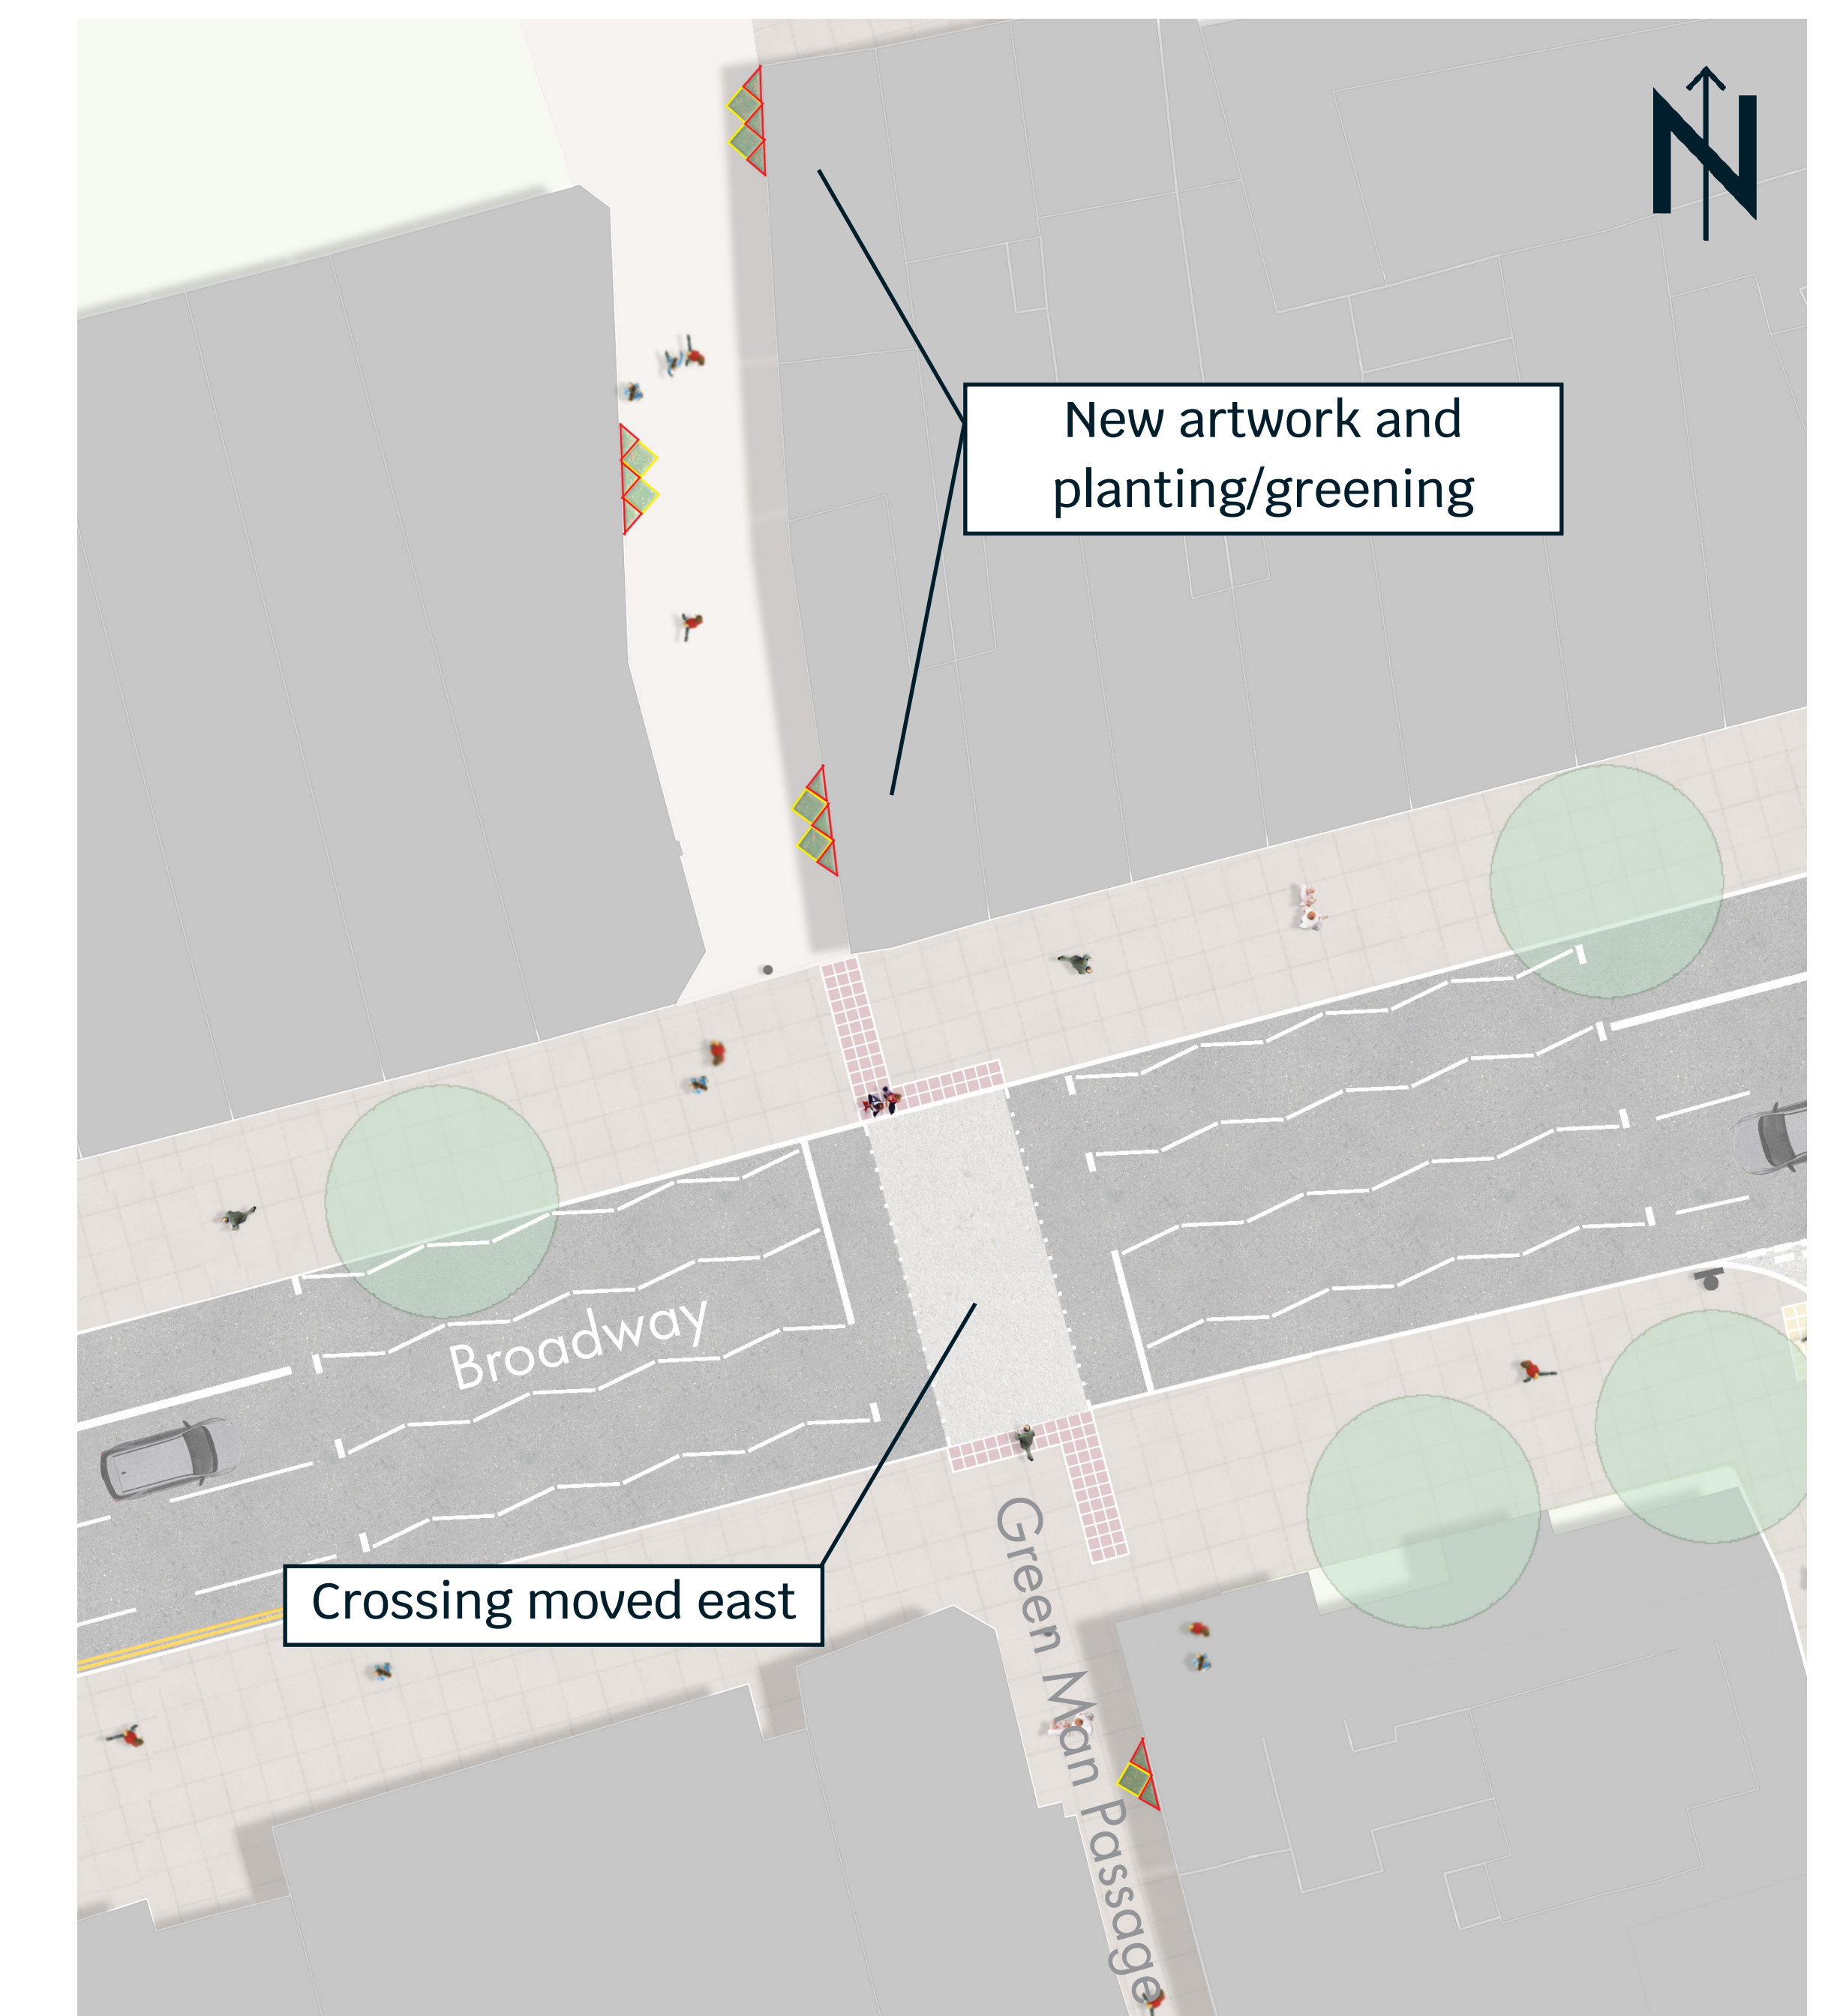 N
New artwork and
planting/greening
Broadway
Crossing moved east
Green Man Passage